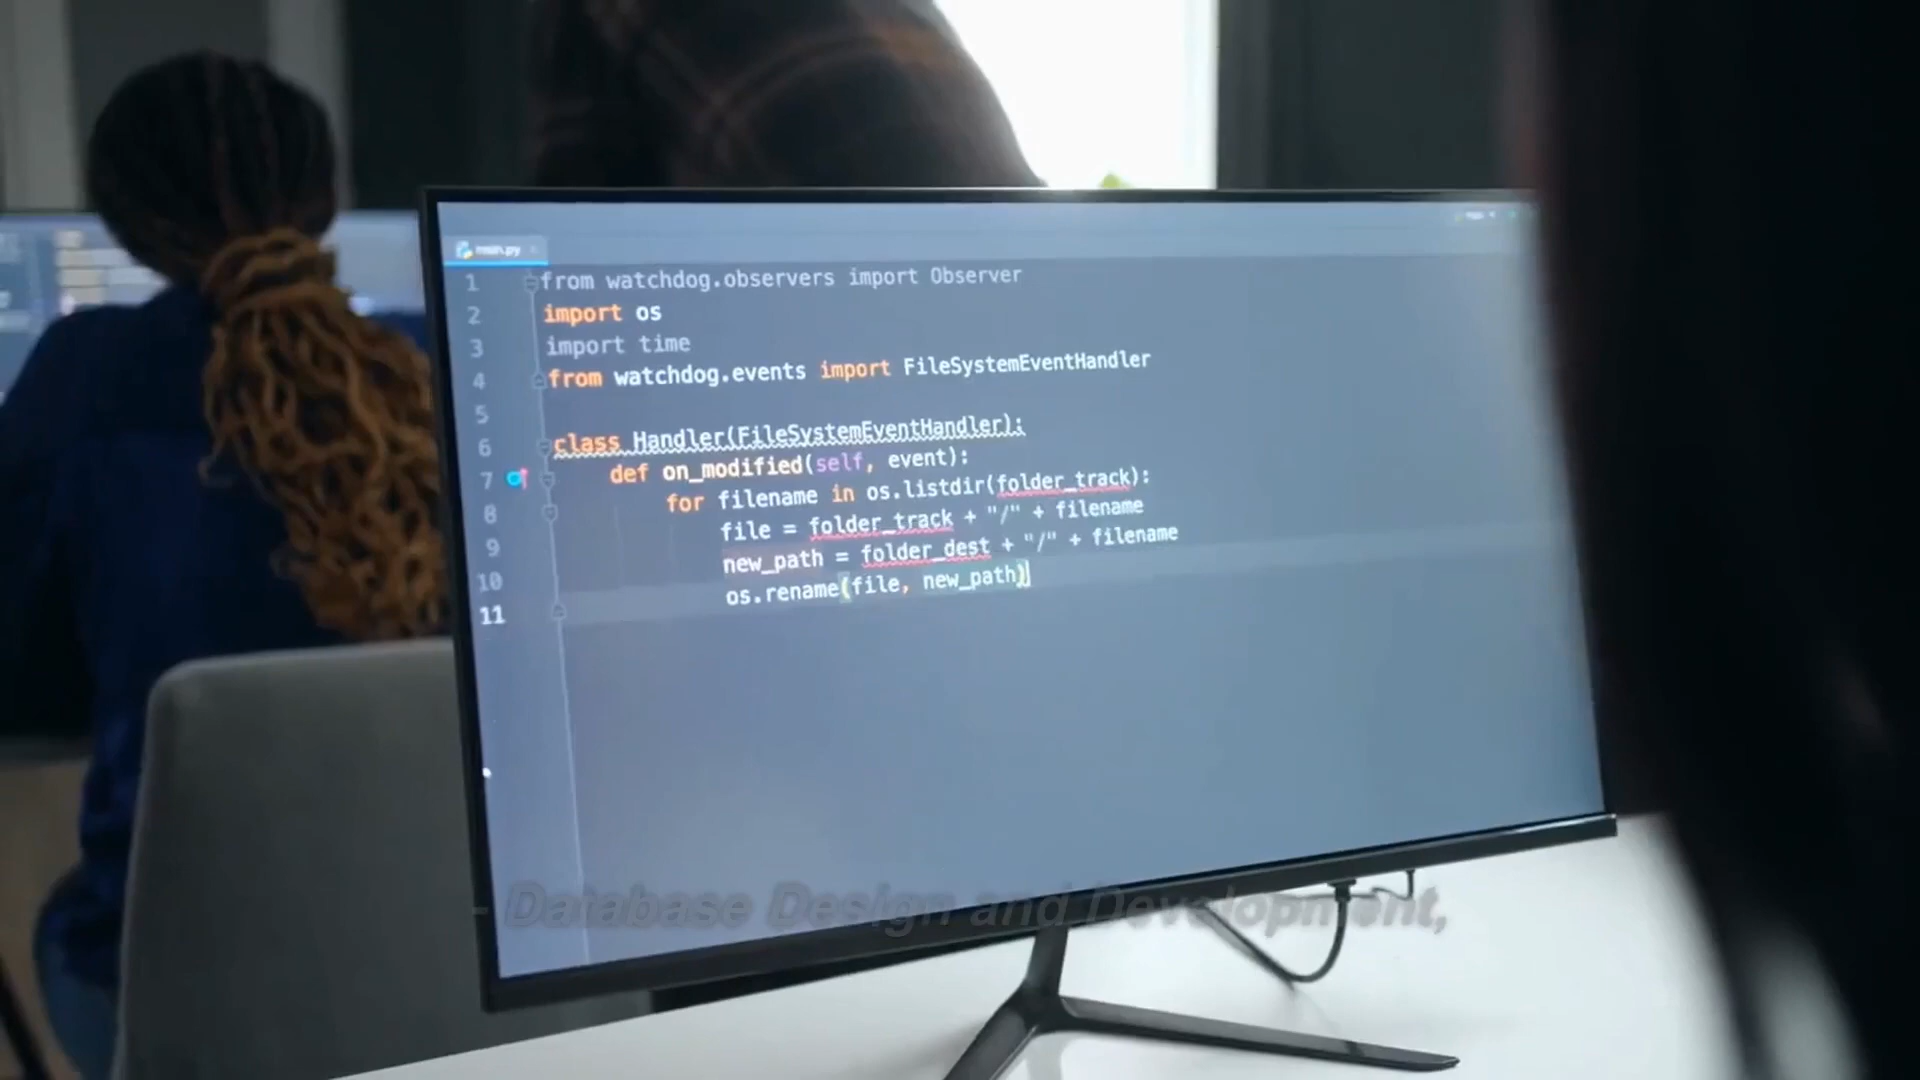 main.py
1 from watchdog.observers import Observer
2 import os
3 import time
4 from watchdog.events import FileSystemEventHandler
5
6 class Handler(FileSystemEventHandler):
7 def on_modified(self, event):
8 for filename in os.listdir(folder_track):
9 file = folder_track + "/" + filename
10 new_path = folder_dest + "/" + filename
11 os.rename(file, new_path)
- Database Design and Development,